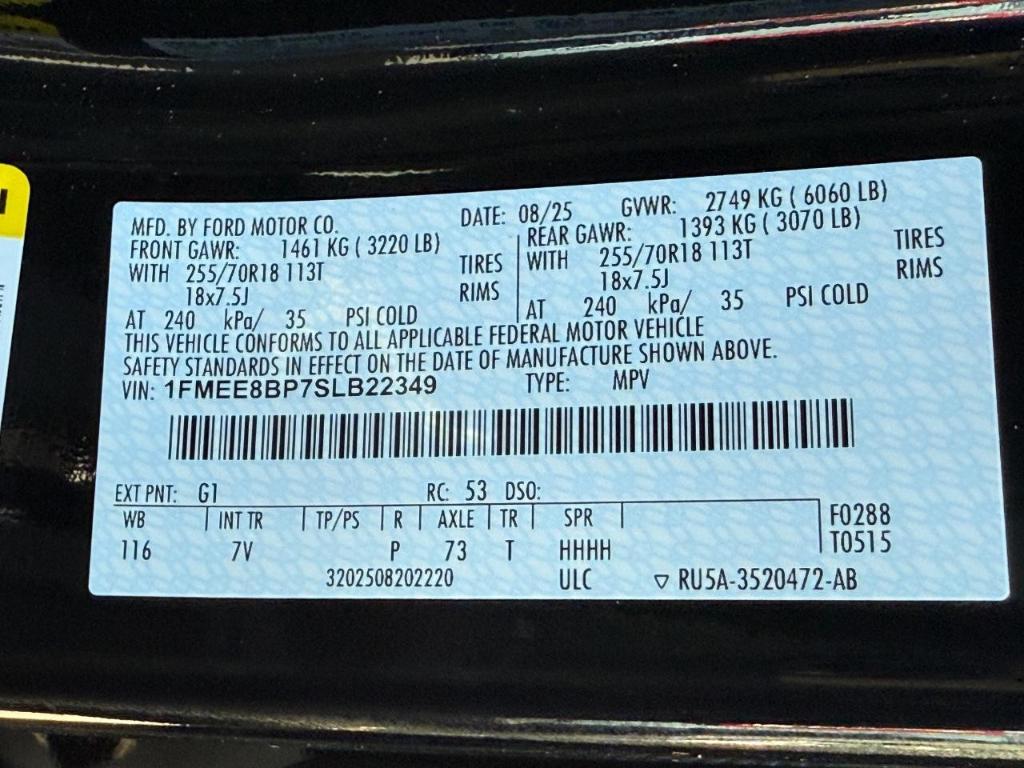 MFD. BY FORD MOTOR CO. DATE: 08/25 GVWR: 2749 KG ( 6060 LB)
FRONT GAWR: 1461 KG ( 3220 LB) REAR GAWR: 1393 KG ( 3070 LB)
WITH 255/70R18 113T TIRES WITH 255/70R18 113T TIRES
18x7.5J RIMS 18x7.5J RIMS
AT 240 kPa/ 35 PSI COLD AT 240 kPa/ 35 PSI COLD
THIS VEHICLE CONFORMS TO ALL APPLICABLE FEDERAL MOTOR VEHICLE
SAFETY STANDARDS IN EFFECT ON THE DATE OF MANUFACTURE SHOWN ABOVE.
VIN: 1FMEE8BP7SLB22349 TYPE: MPV
EXT PNT: G1 RC: 53 DSO:
WB INT TR TP/PS R AXLE TR SPR F0288
116 7V P 73 T HHHH T0515
3202508202220 ULC ▽ RU5A-3520472-AB